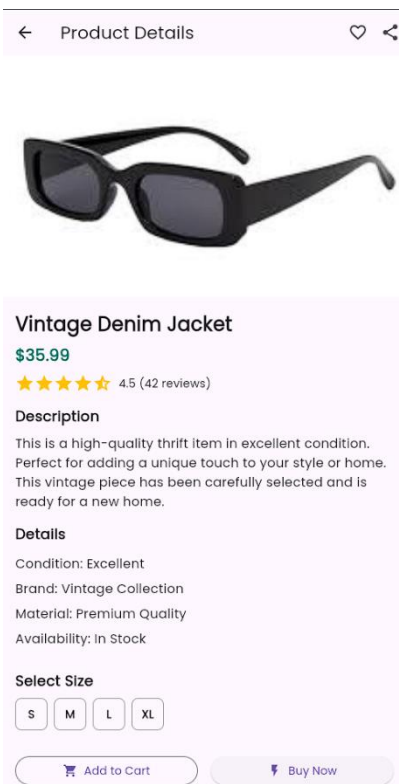 Product Details
Vintage Denim Jacket
$35.99
4.5 (42 reviews)
Description
This is a high-quality thrift item in excellent condition.
Perfect for adding a unique touch to your style or home.
This vintage piece has been carefully selected and is
ready for a new home.
Details
Condition: Excellent
Brand: Vintage Collection
Material: Premium Quality
Availability: In Stock
Select Size
S M L XL
Add to Cart Buy Now